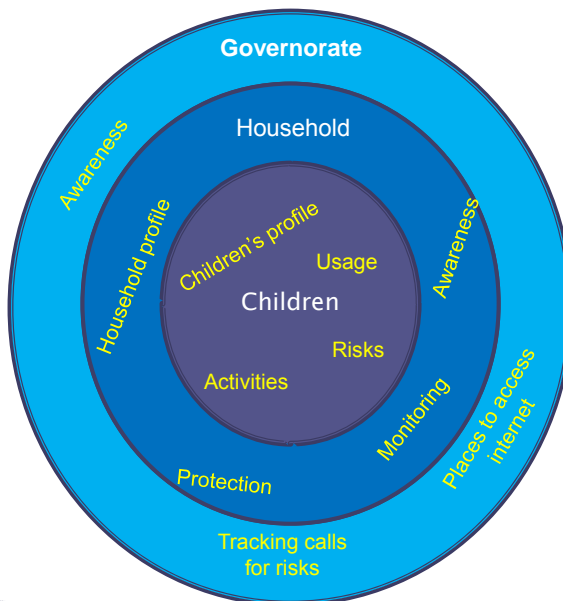 Governorate
Awareness
Household
Household profile
Awareness
Children's profile
Usage
Children
Risks
Activities
Monitoring
Places to access
internet
Protection
Tracking calls
for risks